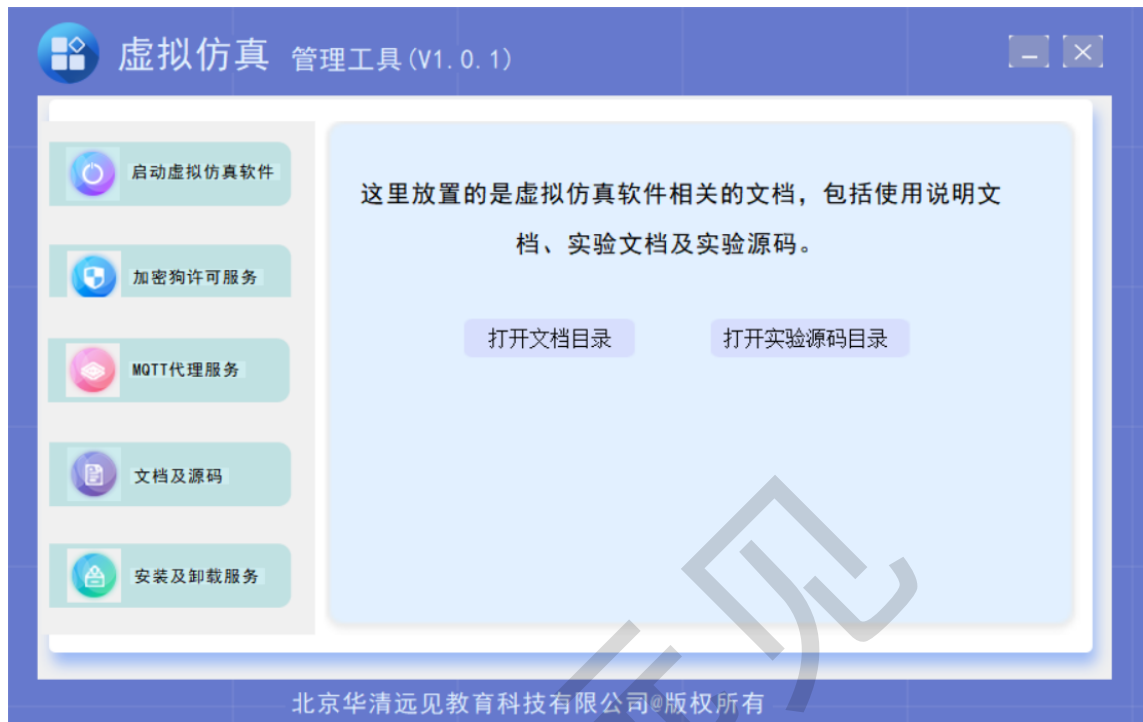 虚拟仿真 管理工具(V1.0.1)
启动虚拟仿真软件
加密狗许可服务
MQTT代理服务
文档及源码
安装及卸载服务
这里放置的是虚拟仿真软件相关的文档，包括使用说明文
档、实验文档及实验源码。
打开文档目录 打开实验源码目录
北京华清远见教育科技有限公司@版权所有
见